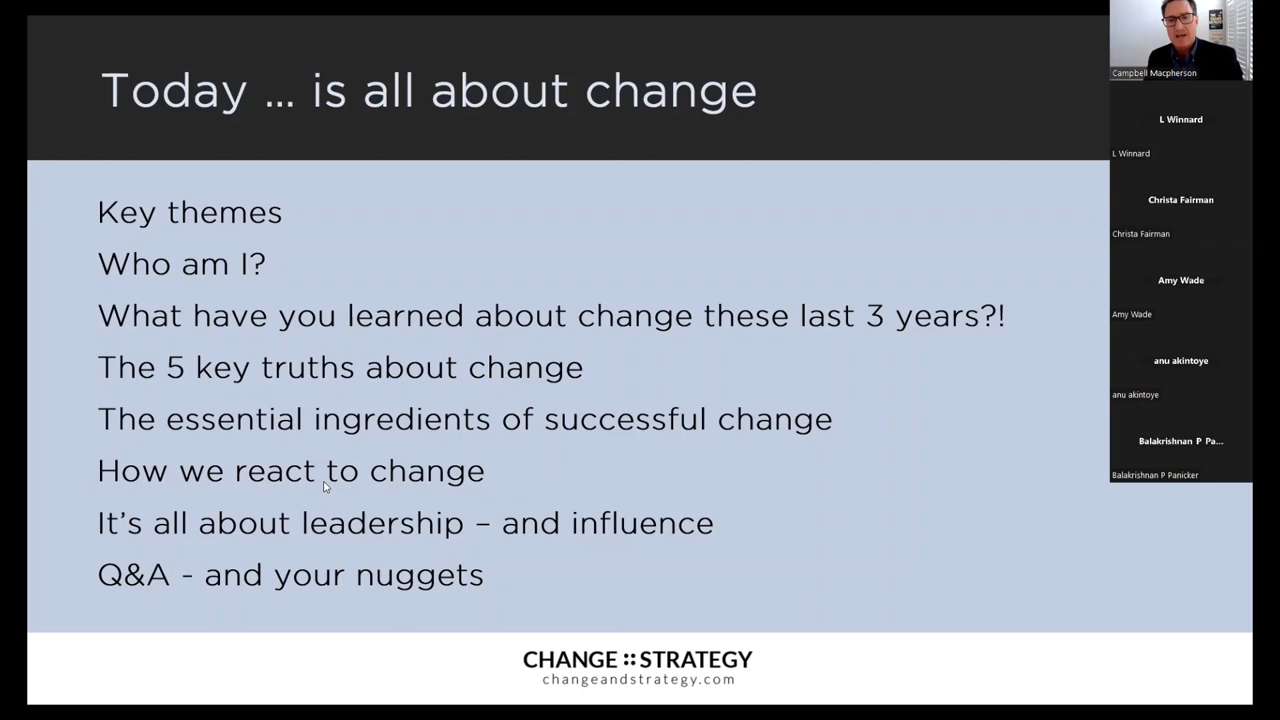 Today ... is all about change
Key themes
Who am I?
What have you learned about change these last 3 years?!
The 5 key truths about change
The essential ingredients of successful change
How we react to change
It’s all about leadership – and influence
Q&A - and your nuggets
CHANGE::STRATEGY
changeandstrategy.com
Campbell Macpherson
L Winnard
L Winnard
Christa Fairman
Christa Fairman
Amy Wade
Amy Wade
anu akintoye
anu akintoye
Balakrishnan P Pa...
Balakrishnan P Panicker